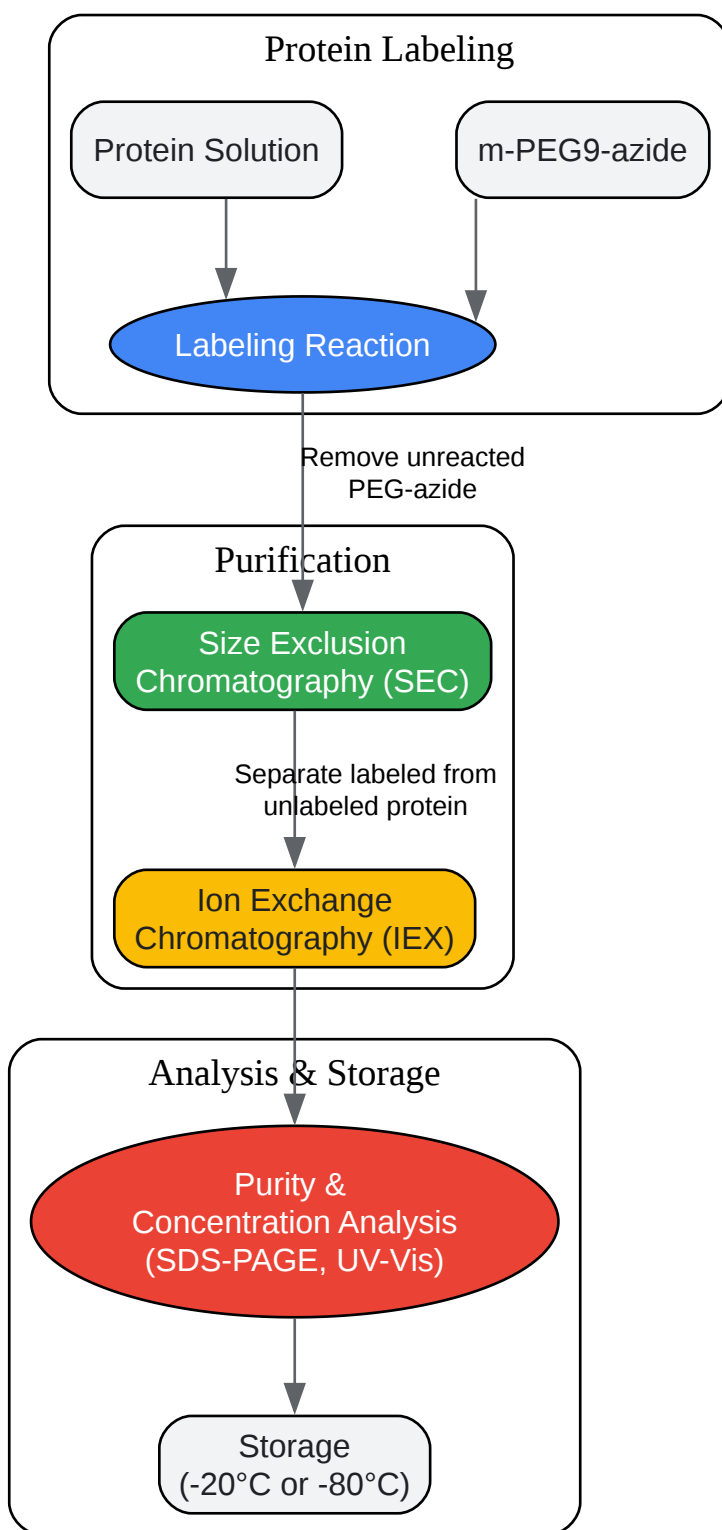 Protein Labeling
Protein Solution
m-PEG9-azide
Labeling Reaction
Remove unreacted
PEG-azide
Purification
Size Exclusion
Chromatography (SEC)
Separate labeled from
unlabeled protein
Ion Exchange
Chromatography (IEX)
Analysis & Storage
Purity &
Concentration Analysis
(SDS-PAGE, UV-Vis)
Storage
(-20°C or -80°C)